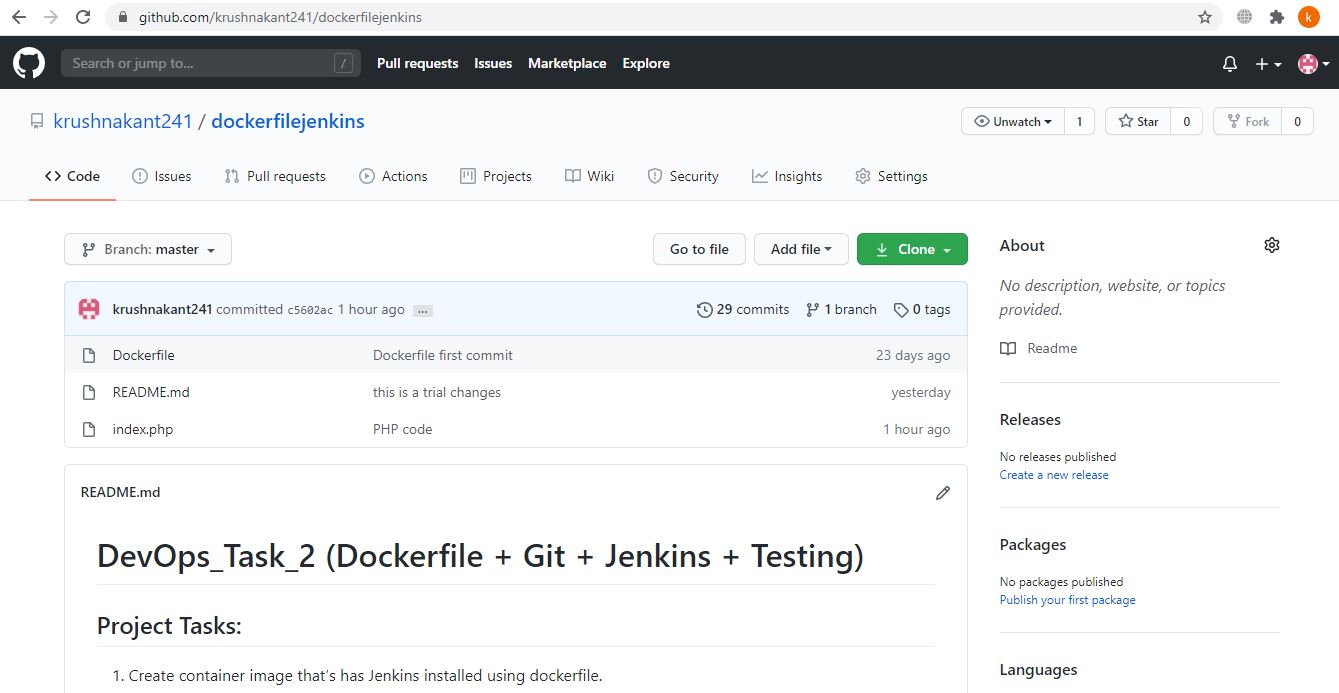 github.com/krushnakant241/dockerfilejenkins
k
Search or jump to...
/
Pull requests
Issues
Marketplace
Explore
krushnakant241 / dockerfilejenkins
Unwatch
1
Star
0
Fork
0
Code
Issues
Pull requests
Actions
Projects
Wiki
Security
Insights
Settings
Branch: master
Go to file
Add file
Clone
krushnakant241 committed c5602ac 1 hour ago ...
29 commits
1 branch
0 tags
Dockerfile
Dockerfile first commit
23 days ago
README.md
this is a trial changes
yesterday
index.php
PHP code
1 hour ago
README.md
DevOps_Task_2 (Dockerfile + Git + Jenkins + Testing)
Project Tasks:
1. Create container image that's has Jenkins installed using dockerfile.
About
No description, website, or topics
provided.
Readme
Releases
No releases published
Create a new release
Packages
No packages published
Publish your first package
Languages